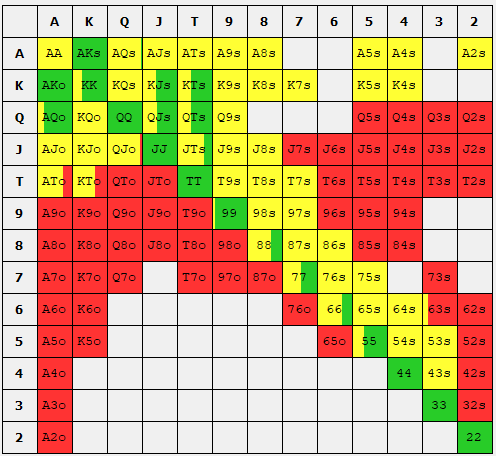 A K Q J T 9 8 7 6 5 4 3 2
A AA AKs AQs AJs ATs A9s A8s A5s A4s A2s
K AKo KK KQs KJs KTs K9s K8s K7s K5s K4s
Q AQo KQo QQ QJs QTs Q9s Q5s Q4s Q3s Q2s
J AJo KJo QJo JJ JTs J9s J8s J7s J6s J5s J4s J3s J2s
T ATo KTo QTo JTo TT T9s T8s T7s T6s T5s T4s T3s T2s
9 A9o K9o Q9o J9o T9o 99 98s 97s 96s 95s 94s
8 A8o K8o Q8o J8o T8o 98o 88 87s 86s 85s 84s
7 A7o K7o Q7o T7o 97o 87o 77 76s 75s 73s
6 A6o K6o 76o 66 65s 64s 63s 62s
5 A5o K5o 65o 55 54s 53s 52s
4 A4o 44 43s 42s
3 A3o 33 32s
2 A2o 22